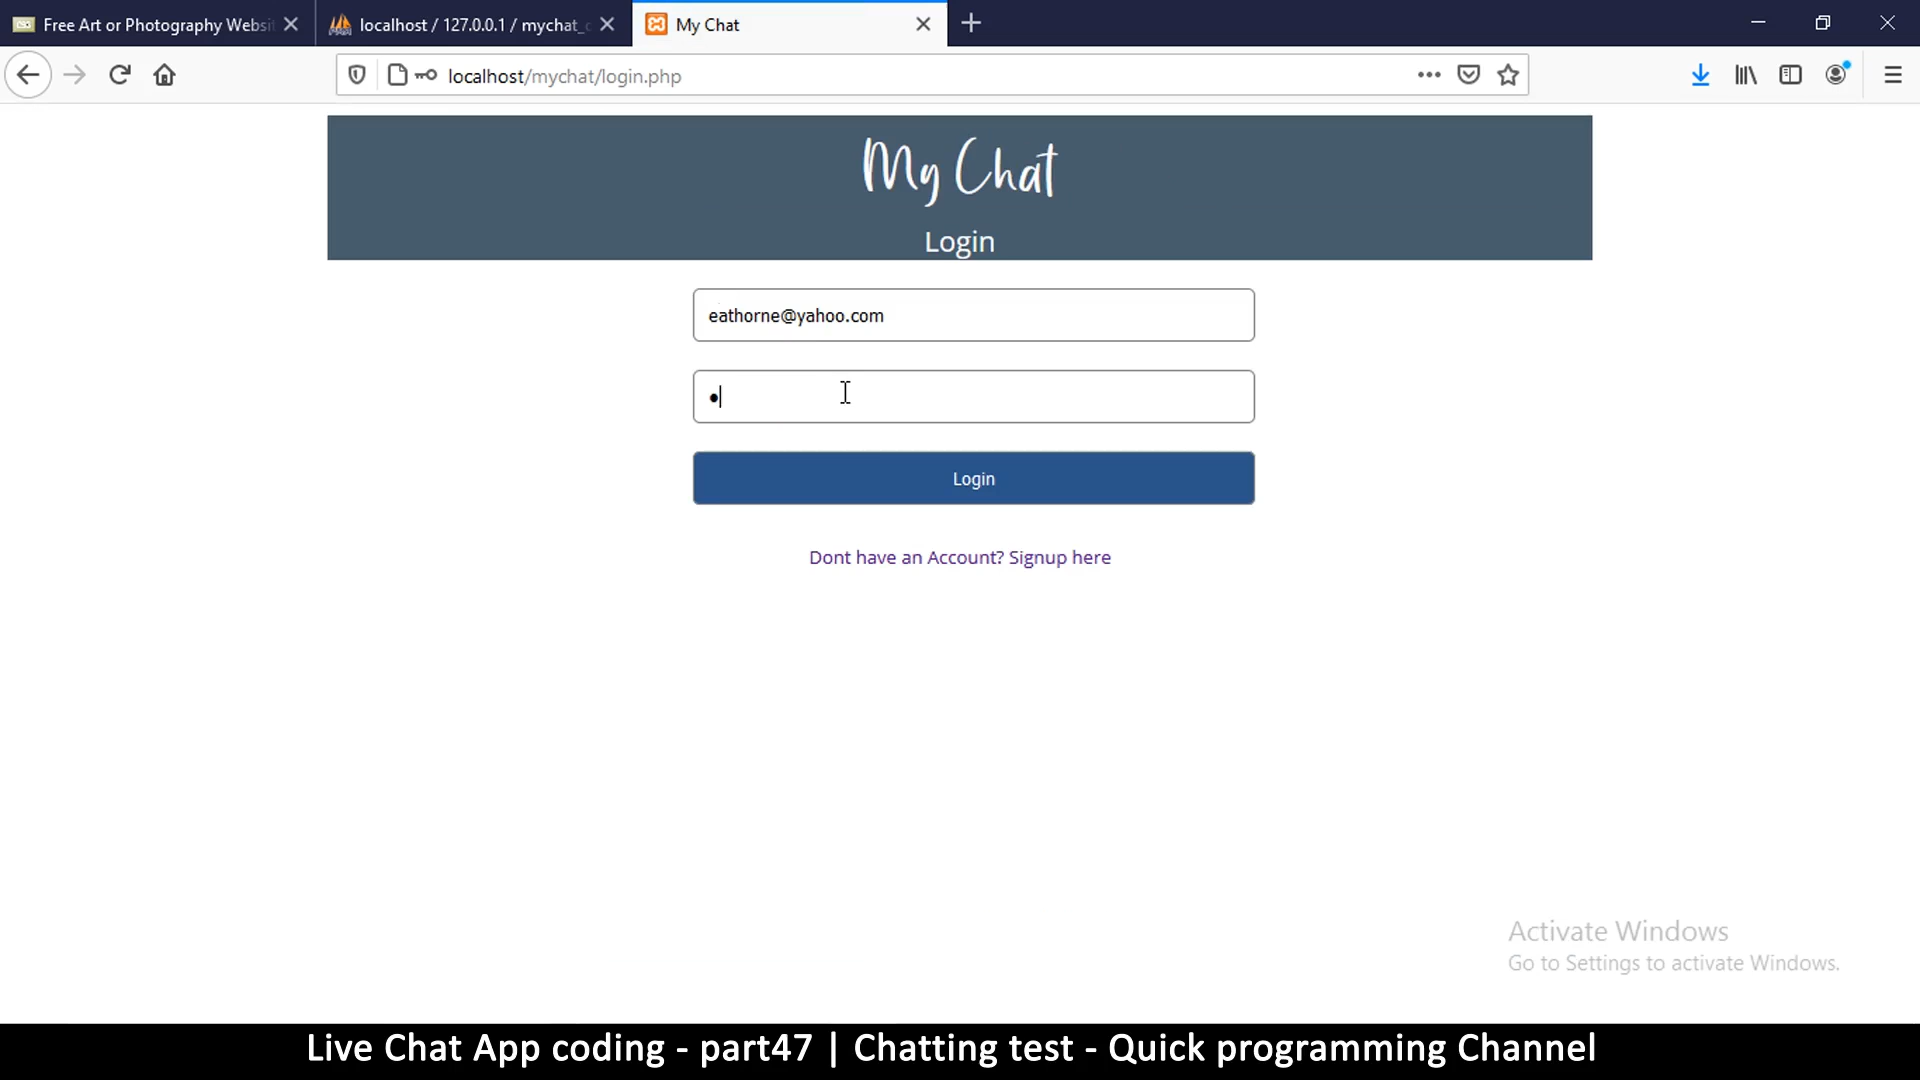 Free Art or Photography Websi
localhost / 127.0.0.1 / mychat_
My Chat
localhost/mychat/login.php
My Chat
Login
eathorne@yahoo.com
Login
Dont have an Account? Signup here
Activate Windows
Go to Settings to activate Windows.
Live Chat App coding - part47 | Chatting test - Quick programming Channel